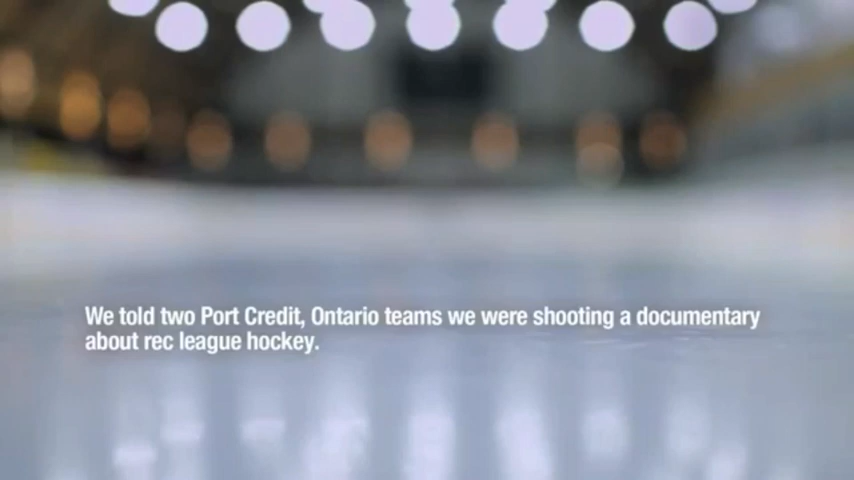 We told two Port Credit, Ontario teams we were shooting a documentary
about rec league hockey.